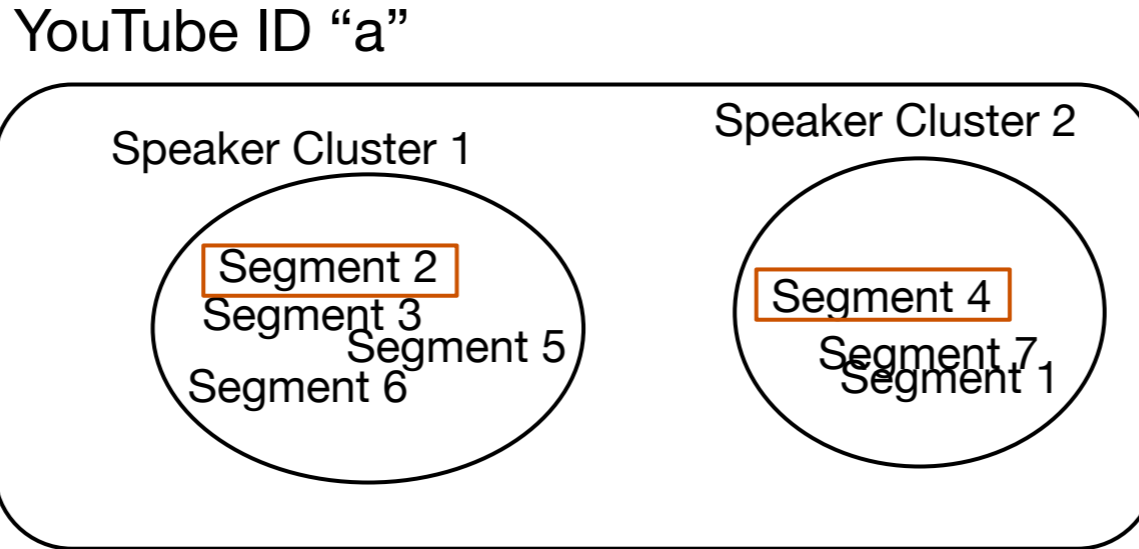 YouTube ID “a”
Speaker Cluster 1
Segment 2
Segment 3
Segment 5
Segment 6
Speaker Cluster 2
Segment 4
Segment 7
Segment 1